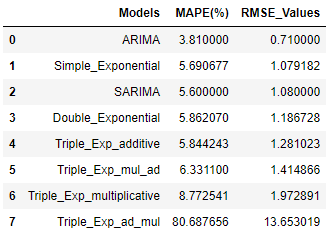 Models MAPE(%) RMSE_Values
0 ARIMA 3.810000 0.710000
1 Simple_Exponential 5.690677 1.079182
2 SARIMA 5.600000 1.080000
3 Double_Exponential 5.862070 1.186728
4 Triple_Exp_additive 5.844243 1.281023
5 Triple_Exp_mul_ad 6.331100 1.414866
6 Triple_Exp_multiplicative 8.772541 1.972891
7 Triple_Exp_ad_mul 80.687656 13.653019